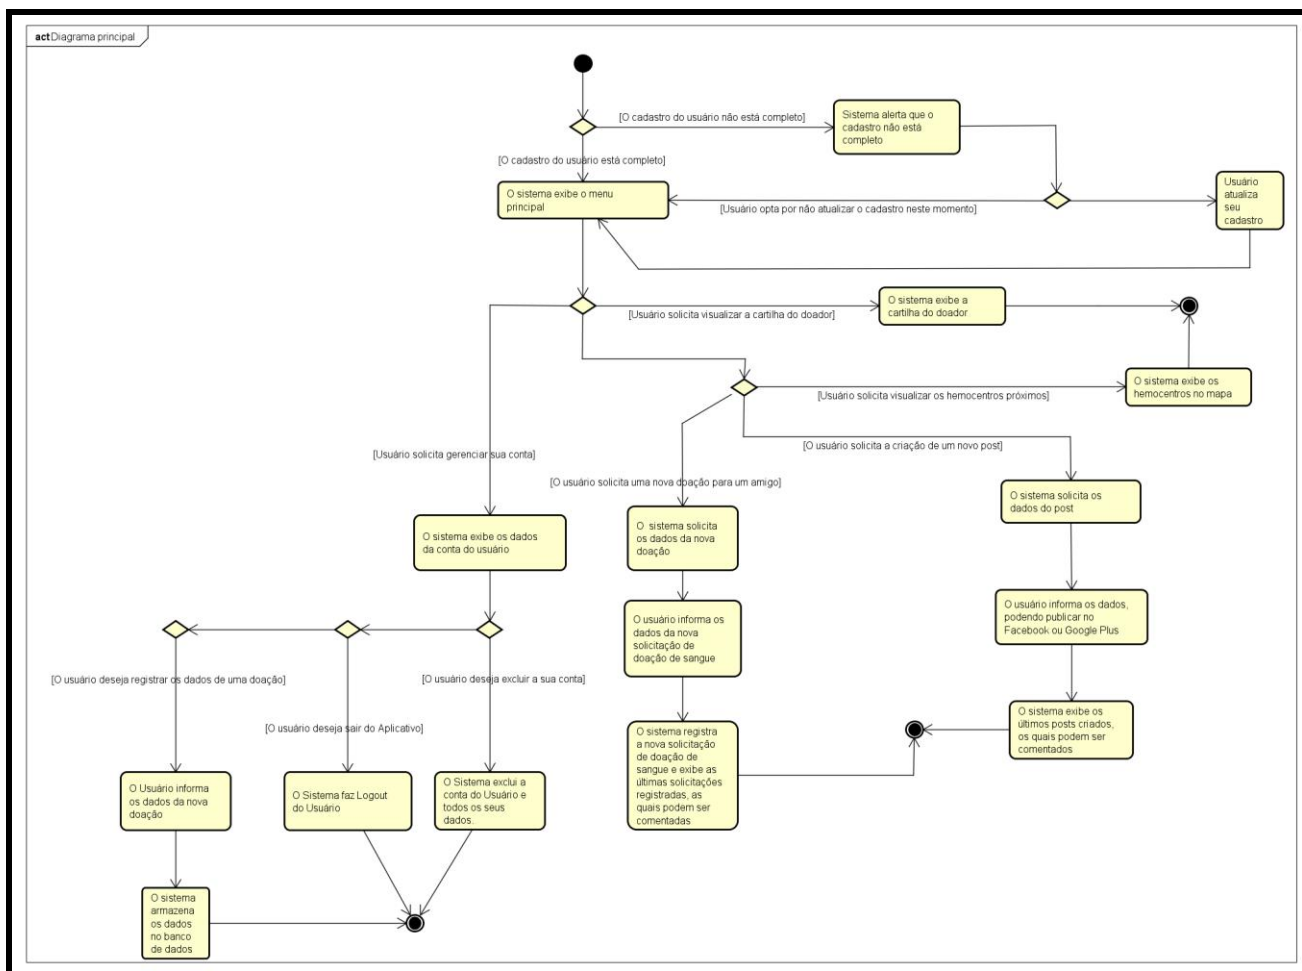 act Diagrama principal
[O cadastro do usuário não está completo]
Sistema alerta que o
cadastro não está
completo
[O cadastro do usuário está completo]
O sistema exibe o menu
principal
[Usuário opta por não atualizar o cadastro neste momento]
Usuário
atualiza
seu
cadastro
[Usuário solicita visualizar a cartilha do doador]
O sistema exibe a
cartilha do doador
[Usuário solicita visualizar os hemocentros próximos]
O sistema exibe os
hemocentros no mapa
[Usuário solicita gerenciar sua conta]
[O usuário solicita uma nova doação para um amigo]
[O usuário solicita a criação de um novo post]
O sistema exibe os dados
da conta do usuário
O sistema solicita
os dados da nova
doação
O sistema solicita os
dados do post
O usuário informa os
dados da nova
solicitação de
doação de sangue
O usuário informa os dados,
podendo publicar no
Facebook ou Google Plus
[O usuário deseja registrar os dados de uma doação]
[O usuário deseja sair do Aplicativo]
[O usuário deseja excluir a sua conta]
O sistema registra
a nova solicitação
de doação de
sangue e exibe as
últimas solicitações
registradas, as
quais podem ser
comentadas
O sistema exibe os
últimos posts criados,
os quais podem ser
comentados
O Usuário informa
os dados da nova
doação
O Sistema faz Logout
do Usuário
O Sistema exclui a
conta do Usuário e
todos os seus
dados.
O sistema
armazena
os dados
no banco
de dados